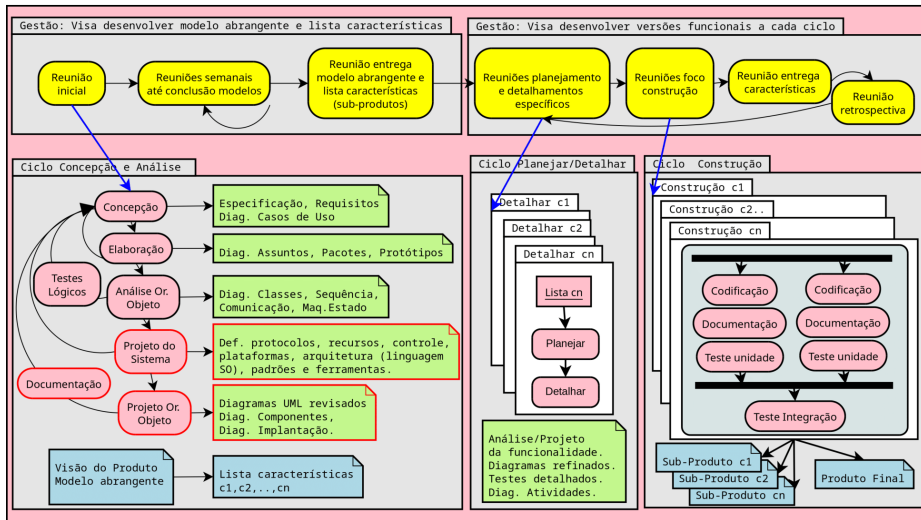 Gestão: Visa desenvolver modelo abrangente e lista características
Reunião
inicial
Reuniões semanais
até conclusão modelos
Reunião entrega
modelo abrangente e
lista características
(sub-produtos)
Gestão: Visa desenvolver versões funcionais a cada ciclo
Reuniões planejamento
e detalhamentos
específicos
Reuniões foco
construção
Reunião entrega
características
Reunião
retrospectiva
Ciclo Concepção e Análise
Concepção
Especificação, Requisitos
Diag. Casos de Uso
Elaboração
Diag. Assuntos, Pacotes, Protótipos
Testes
Lógicos
Análise Or.
Objeto
Diag. Classes, Sequência,
Comunicação, Maq.Estado
Projeto do
Sistema
Def. protocolos, recursos, controle,
plataformas, arquitetura (linguagem
SO), padrões e ferramentas.
Documentação
Projeto Or.
Objeto
Diagramas UML revisados
Diag. Componentes,
Diag. Implantação.
Visão do Produto
Modelo abrangente
Lista características
c1,c2,..,cn
Ciclo Planejar/Detalhar
Detalhar c1
Detalhar c2
Detalhar cn
Lista cn
Planejar
Detalhar
Análise/Projeto
da funcionalidade.
Diagramas refinados.
Testes detalhados.
Diag. Atividades.
Ciclo Construção
Construção c1
Construção c2..
Construção cn
Codificação
Documentação
Teste unidade
Codificação
Documentação
Teste unidade
Teste Integração
Sub-Produto c1
Sub-Produto c2
Sub-Produto cn
Produto Final